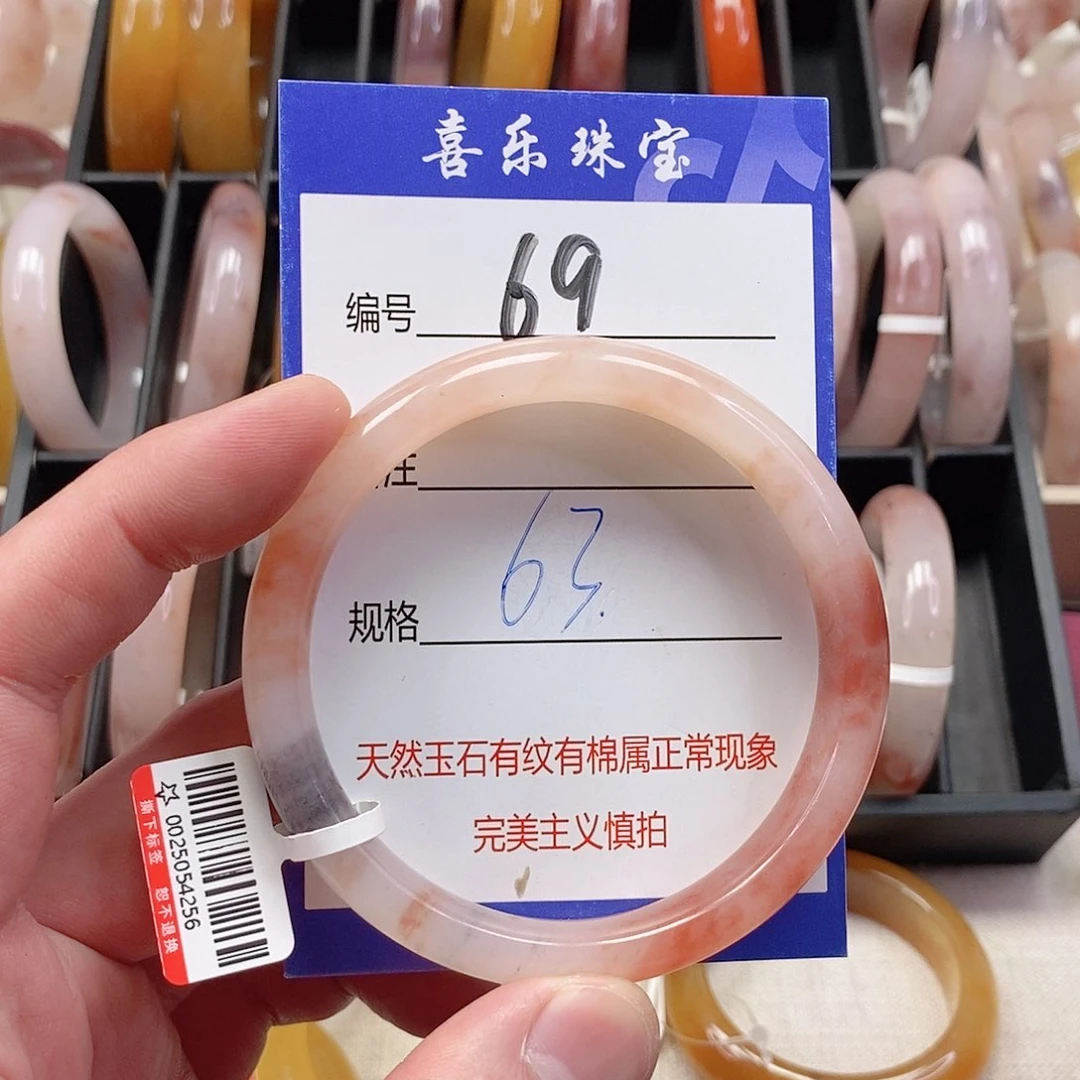 喜乐珠宝
编号 69
注
规格 63.
天然玉石有纹有棉属正常现象
完美主义慎拍
☆ 0025054256
撕下标签 恕不退换